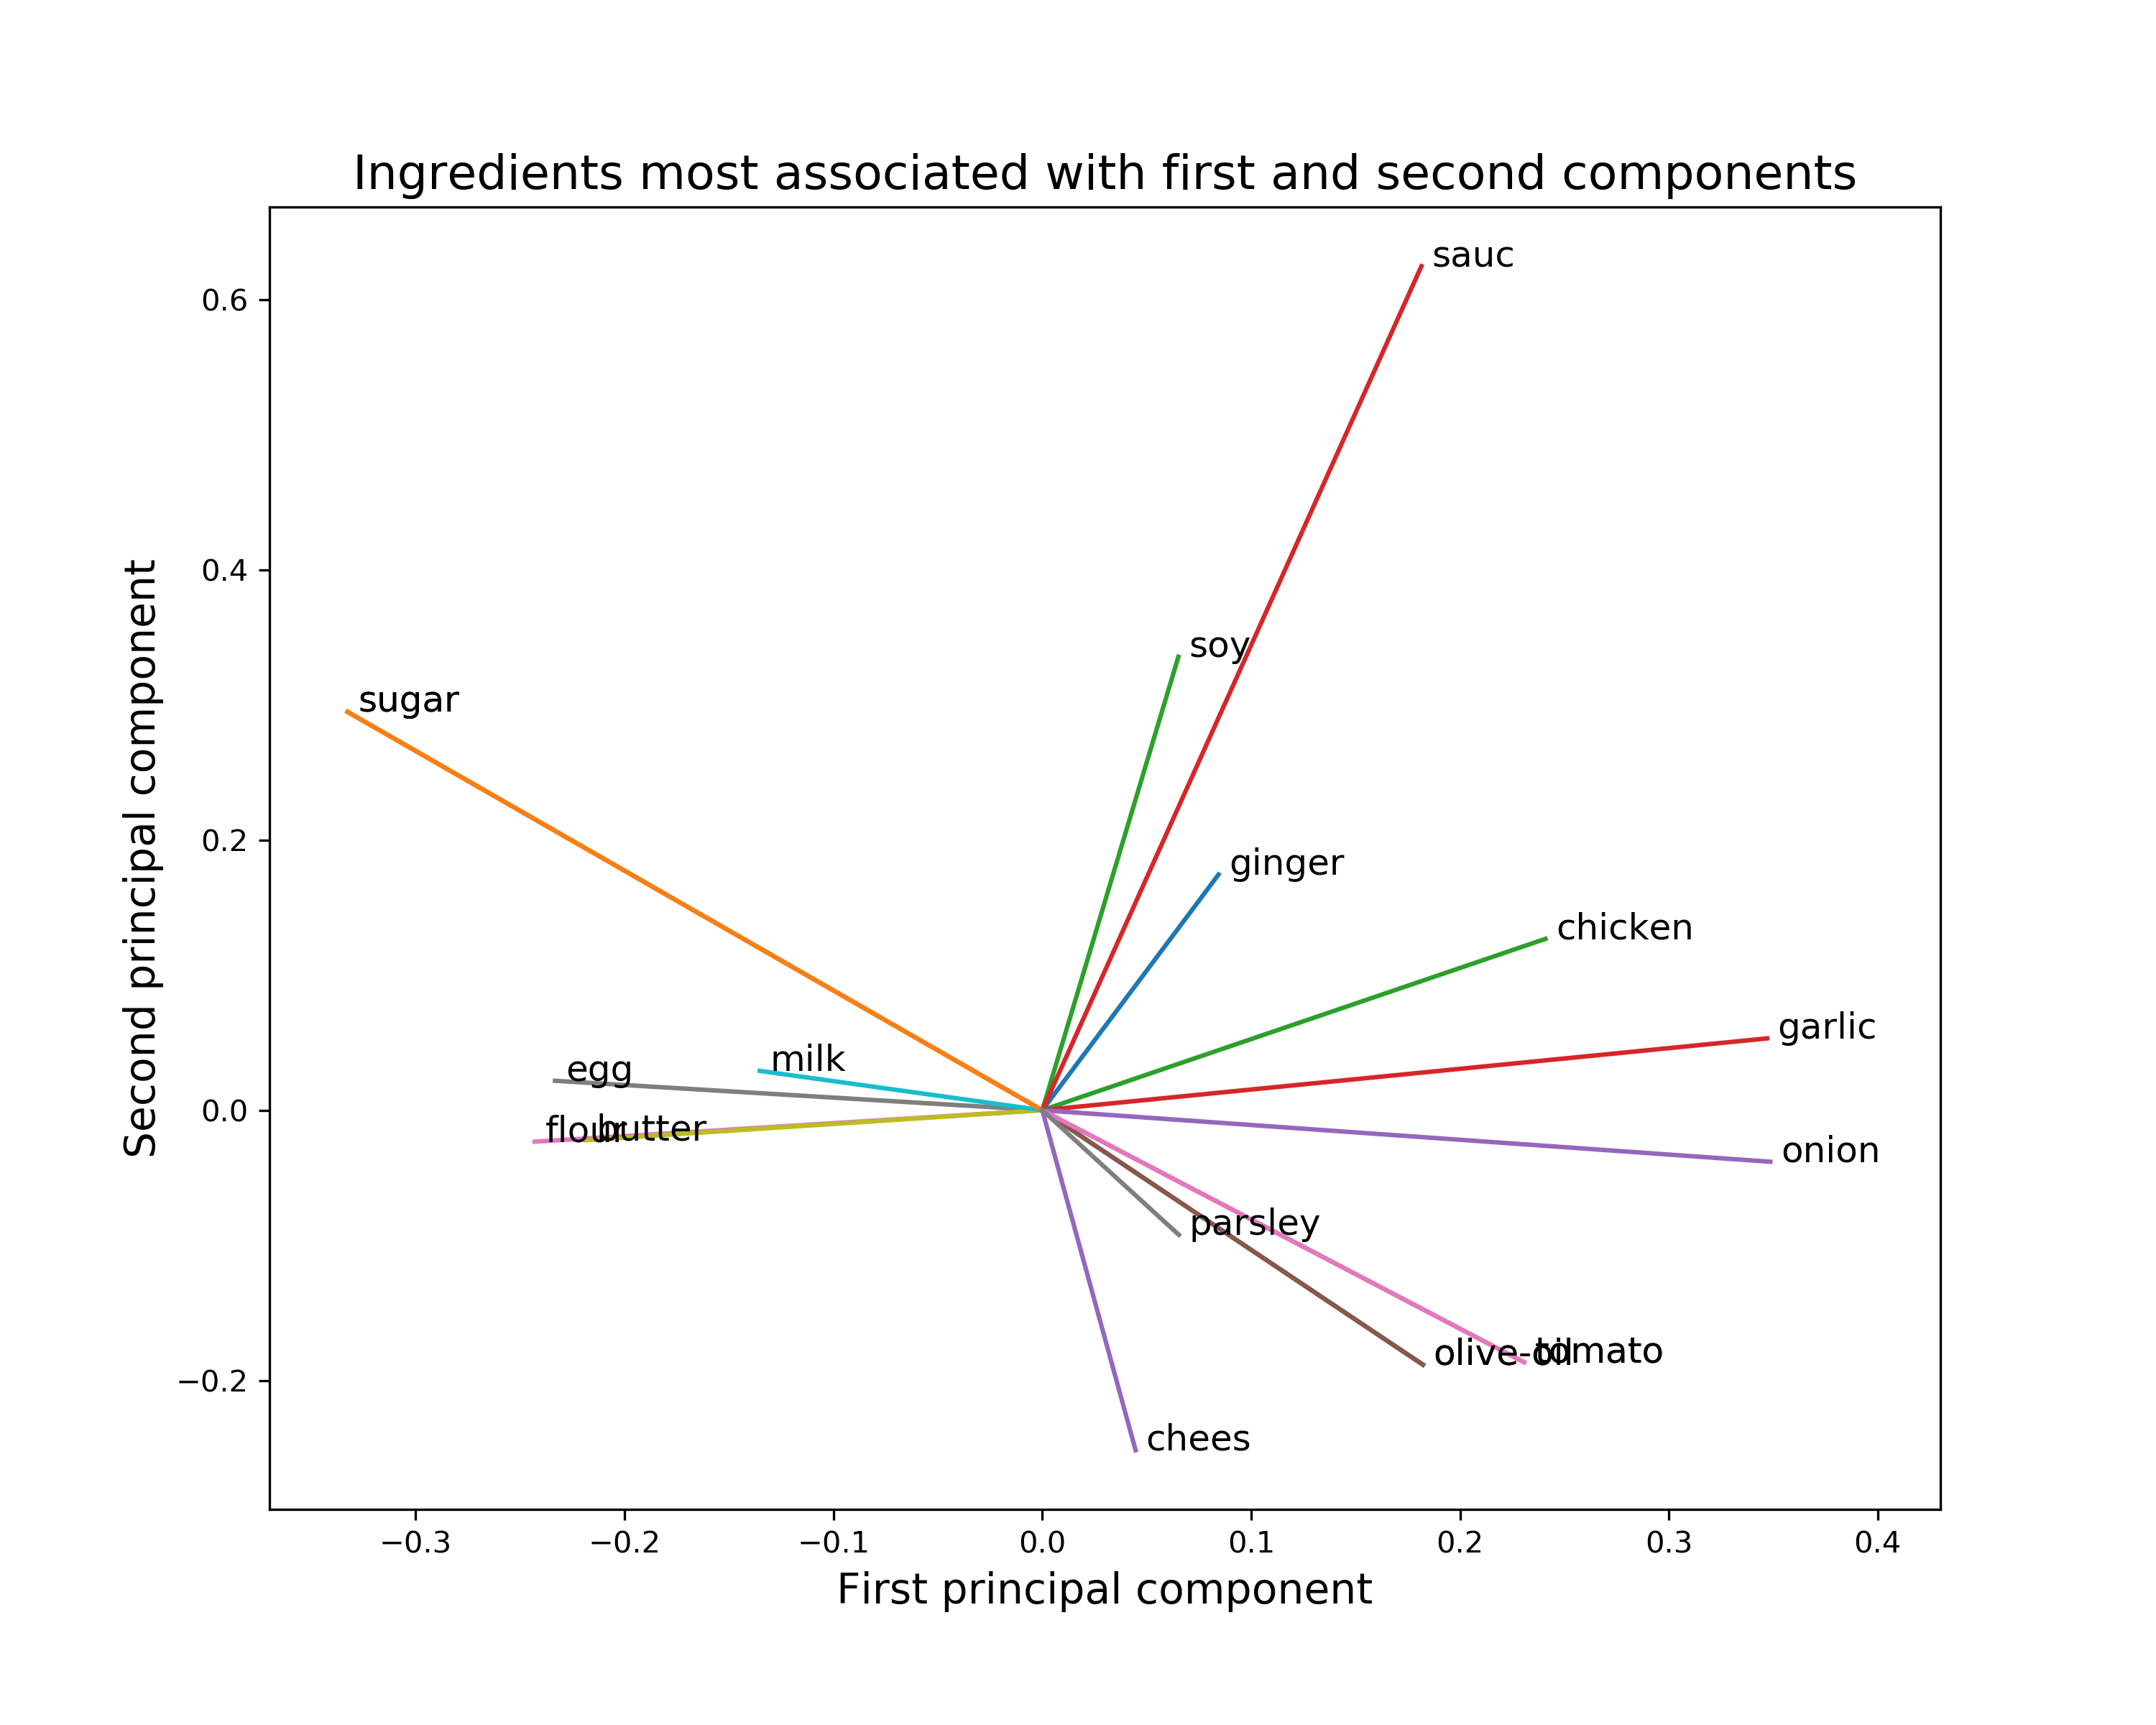 Ingredients most associated with first and second components
sauc
0.6
0.4
soy
sugar
0.2
ginger
chicken
garlic
milk
egg
0.0
flour
butter
onion
parsley
olive-oil
tomato
−0.2
chees
−0.3
−0.2
−0.1
0.0
0.1
0.2
0.3
0.4
First principal component
Second principal component